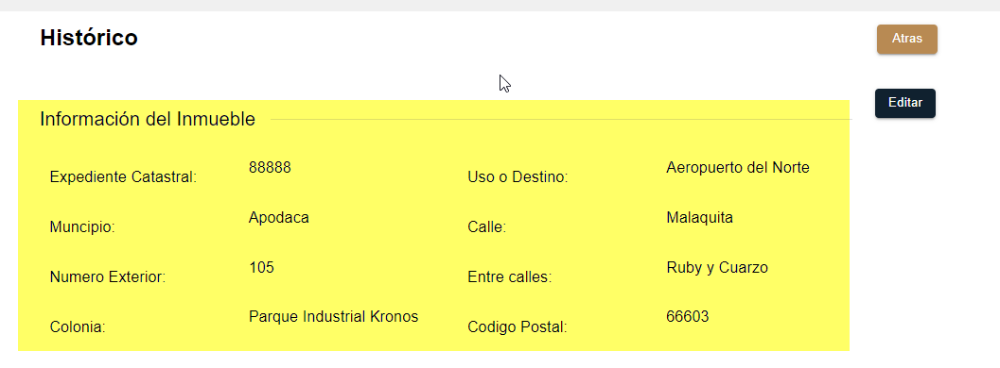 Histórico
Atras
Editar
Información del Inmueble
Expediente Catastral: 88888 Uso o Destino: Aeropuerto del Norte
Muncipio: Apodaca Calle: Malaquita
Numero Exterior: 105 Entre calles: Ruby y Cuarzo
Colonia: Parque Industrial Kronos Codigo Postal: 66603